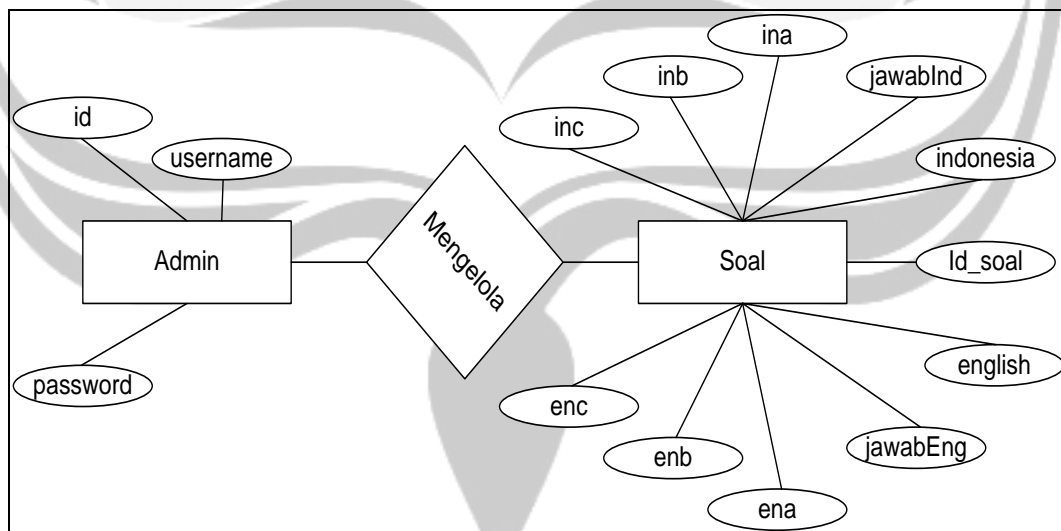 ina
inb
jawabInd
id
inc
username
indonesia
Admin
Mengelola
Soal
Id_soal
english
password
enc
jawabEng
enb
ena